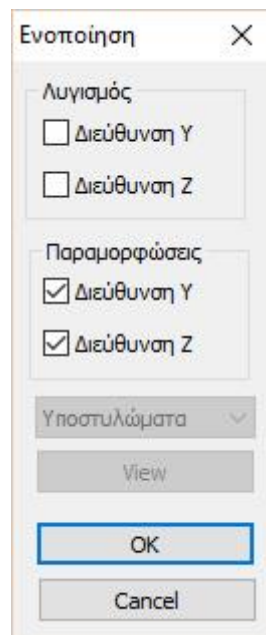 Ενοποίηση
Λυγισμός
Διεύθυνση Υ
Διεύθυνση Ζ
Παραμορφώσεις
Διεύθυνση Υ
Διεύθυνση Ζ
Υποστυλώματα
View
OK
Cancel